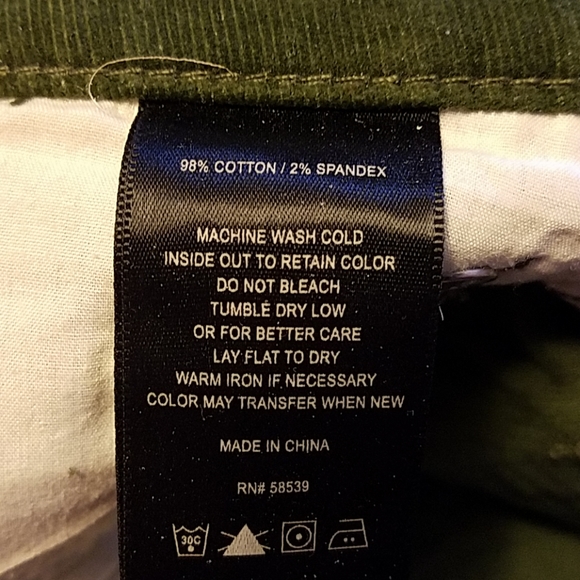 98% COTTON / 2% SPANDEX
MACHINE WASH COLD
INSIDE OUT TO RETAIN COLOR
DO NOT BLEACH
TUMBLE DRY LOW
OR FOR BETTER CARE
LAY FLAT TO DRY
WARM IRON IF NECESSARY
COLOR MAY TRANSFER WHEN NEW
MADE IN CHINA
RN# 58539
30C